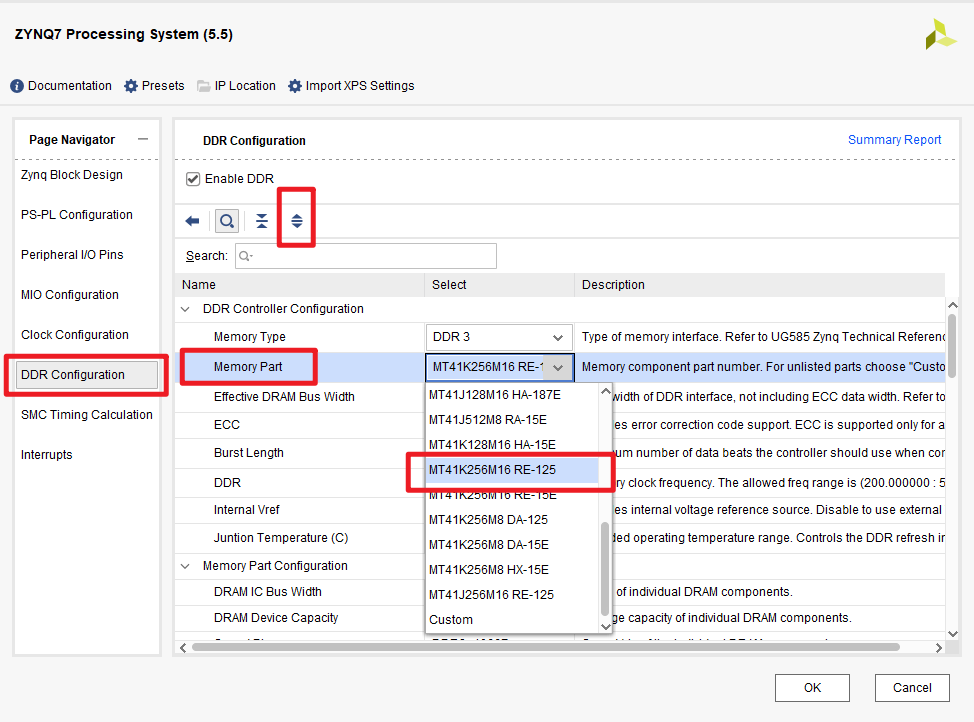 ZYNQ7 Processing System (5.5)
Documentation Presets IP Location Import XPS Settings
Page Navigator
Zynq Block Design
PS-PL Configuration
Peripheral I/O Pins
MIO Configuration
Clock Configuration
DDR Configuration
SMC Timing Calculation
Interrupts
DDR Configuration Summary Report
Enable DDR
Search:
Name Select Description
DDR Controller Configuration
Memory Type DDR 3 Type of memory interface. Refer to UG585 Zynq Technical Reference
Memory Part MT41K256M16 RE-1 Memory component part number. For unlisted parts choose "Custo
Effective DRAM Bus Width width of DDR interface, not including ECC data width. Refer to
ECC es error correction code support. ECC is supported only for a
Burst Length um number of data beats the controller should use when cor
DDR ry clock frequency. The allowed freq range is (200.000000 : 5
Internal Vref es internal voltage reference source. Disable to use external
Juntion Temperature (C) ded operating temperature range. Controls the DDR refresh in
Memory Part Configuration
DRAM IC Bus Width of individual DRAM components.
DRAM Device Capacity ge capacity of individual DRAM components.
MT41J128M16 HA-187E
MT41J512M8 RA-15E
MT41K128M16 HA-15E
MT41K256M16 RE-125
MT41K256M16 RE-15E
MT41K256M8 DA-125
MT41K256M8 DA-15E
MT41K256M8 HX-15E
MT41J256M16 RE-125
Custom
OK Cancel